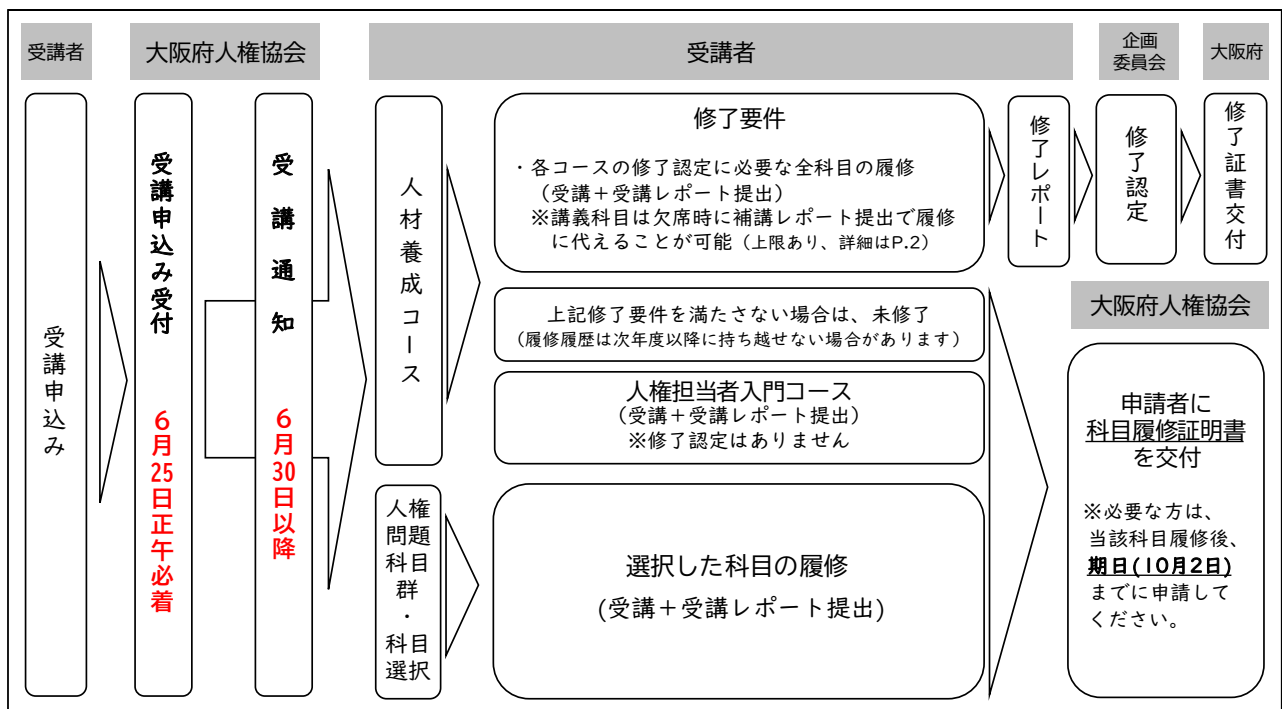 受講者
大阪府人権協会
受講者
企画
委員会
大阪府
受講申込み
受講申込み受付
6月25日正午必着
受講通知
6月30日以降
人材養成コース
修了要件
・各コースの修了認定に必要な全科目の履修
(受講+受講レポート提出)
※講義科目は欠席時に補講レポート提出で履修
に代えることが可能(上限あり、詳細はP.2)
修了レポート
修了認定
修了証書交付
上記修了要件を満たさない場合は、未修了
(履修履歴は次年度以降に持ち越せない場合があります)
人権担当者入門コース
(受講+受講レポート提出)
※修了認定はありません
人権
問題
科目
群
・
科目
選択
選択した科目の履修
(受講+受講レポート提出)
大阪府人権協会
申請者に
科目履修証明書
を交付
※必要な方は、
当該科目履修後、
期日(10月2日)
までに申請して
ください。